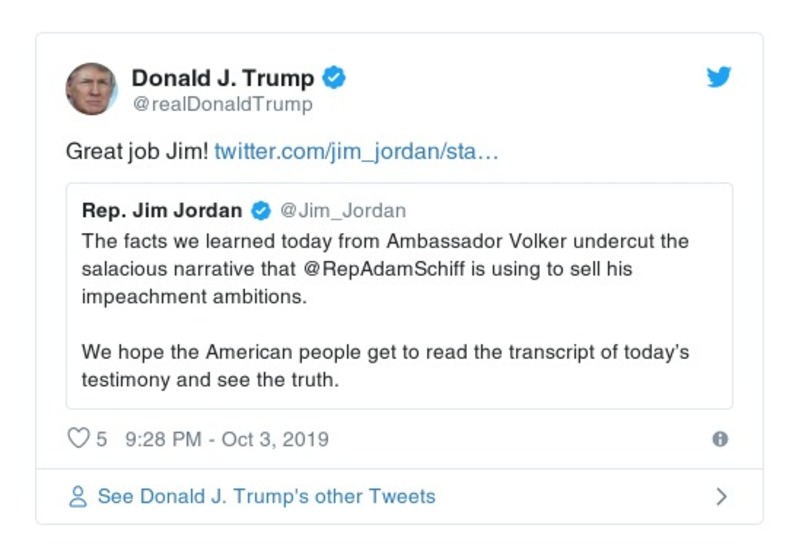 Donald J. Trump
@realDonaldTrump
Great job Jim! twitter.com/jim_jordan/sta…
Rep. Jim Jordan @Jim_Jordan
The facts we learned today from Ambassador Volker undercut the
salacious narrative that @RepAdamSchiff is using to sell his
impeachment ambitions.
We hope the American people get to read the transcript of today's
testimony and see the truth.
5 9:28 PM - Oct 3, 2019
See Donald J. Trump's other Tweets